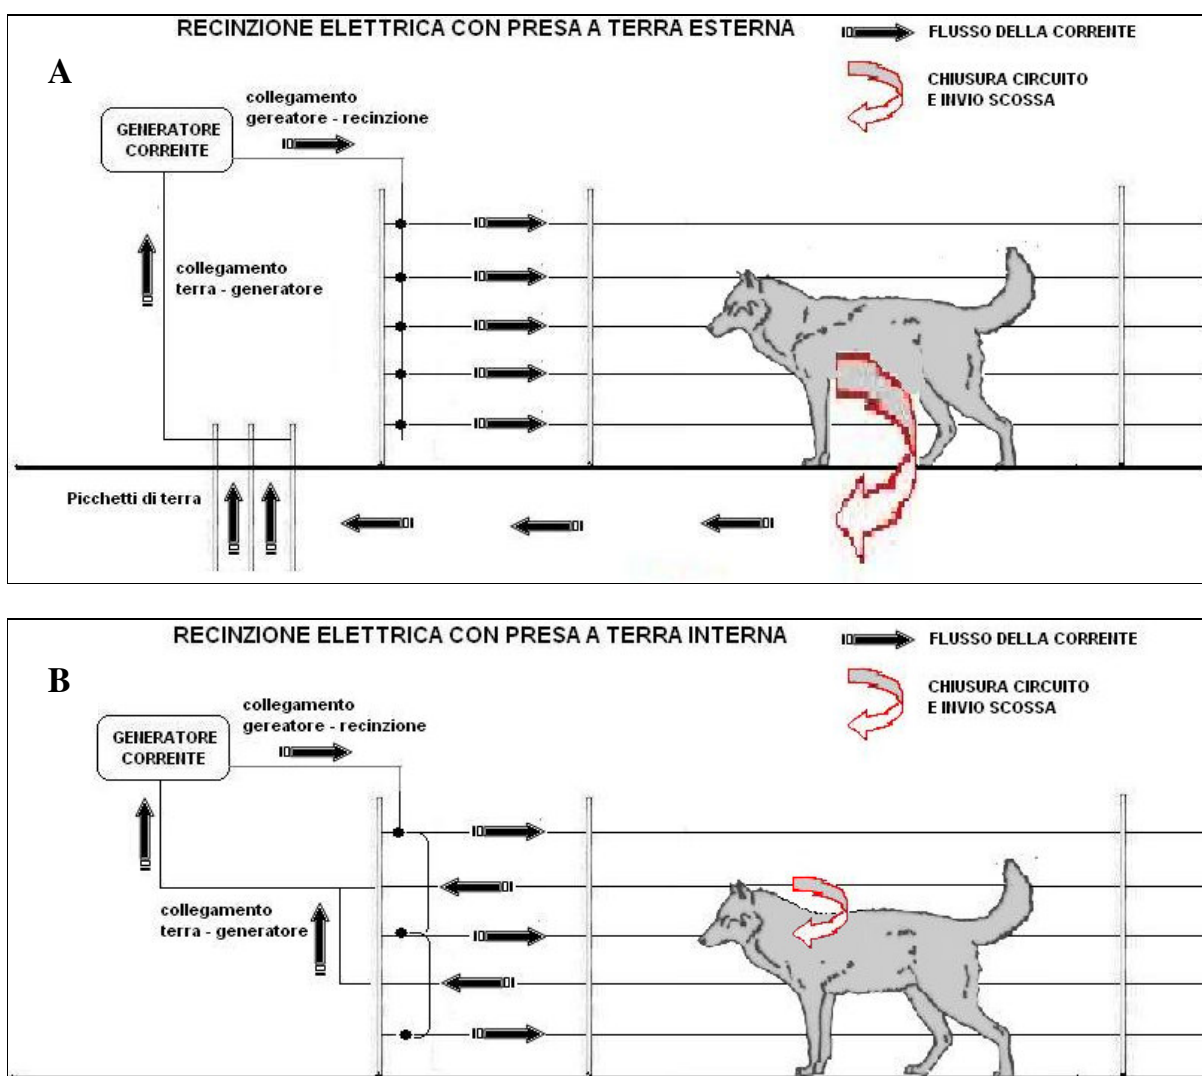 RECINZIONE ELETTRICA CON PRESA A TERRA ESTERNA
FLUSSO DELLA CORRENTE
A
CHIUSURA CIRCUITO
E INVIO SCOSSA
collegamento
gereatore - recinzione
GENERATORE
CORRENTE
collegamento
terra - generatore
Picchetti di terra
RECINZIONE ELETTRICA CON PRESA A TERRA INTERNA
FLUSSO DELLA CORRENTE
B
CHIUSURA CIRCUITO
E INVIO SCOSSA
collegamento
gereatore - recinzione
GENERATORE
CORRENTE
collegamento
terra - generatore